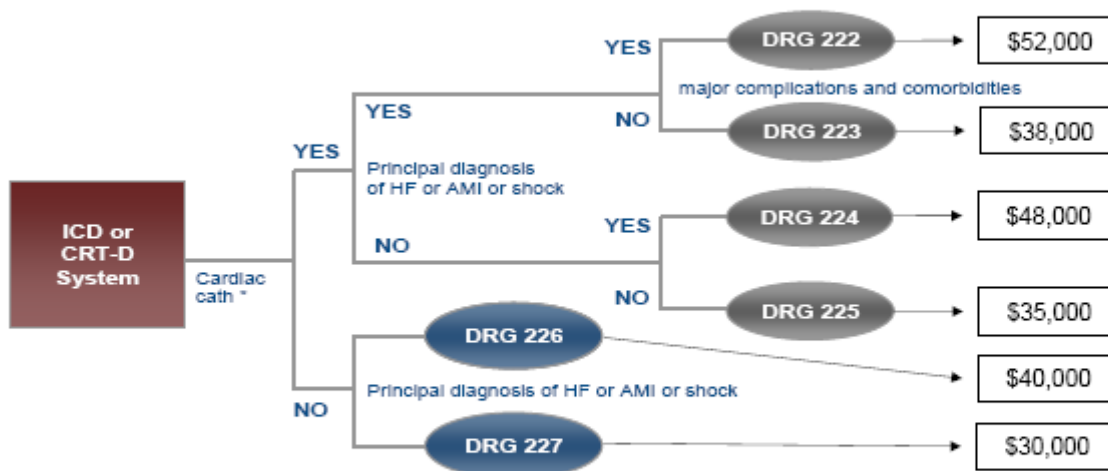 YES
DRG 222
$52,000
major complications and comorbidities
YES
NO
DRG 223
$38,000
YES
Principal diagnosis
of HF or AMI or shock
ICD or
CRT-D
System
Cardiac
cath *
NO
YES
DRG 224
$48,000
NO
DRG 225
$35,000
DRG 226
$40,000
Principal diagnosis of HF or AMI or shock
NO
DRG 227
$30,000